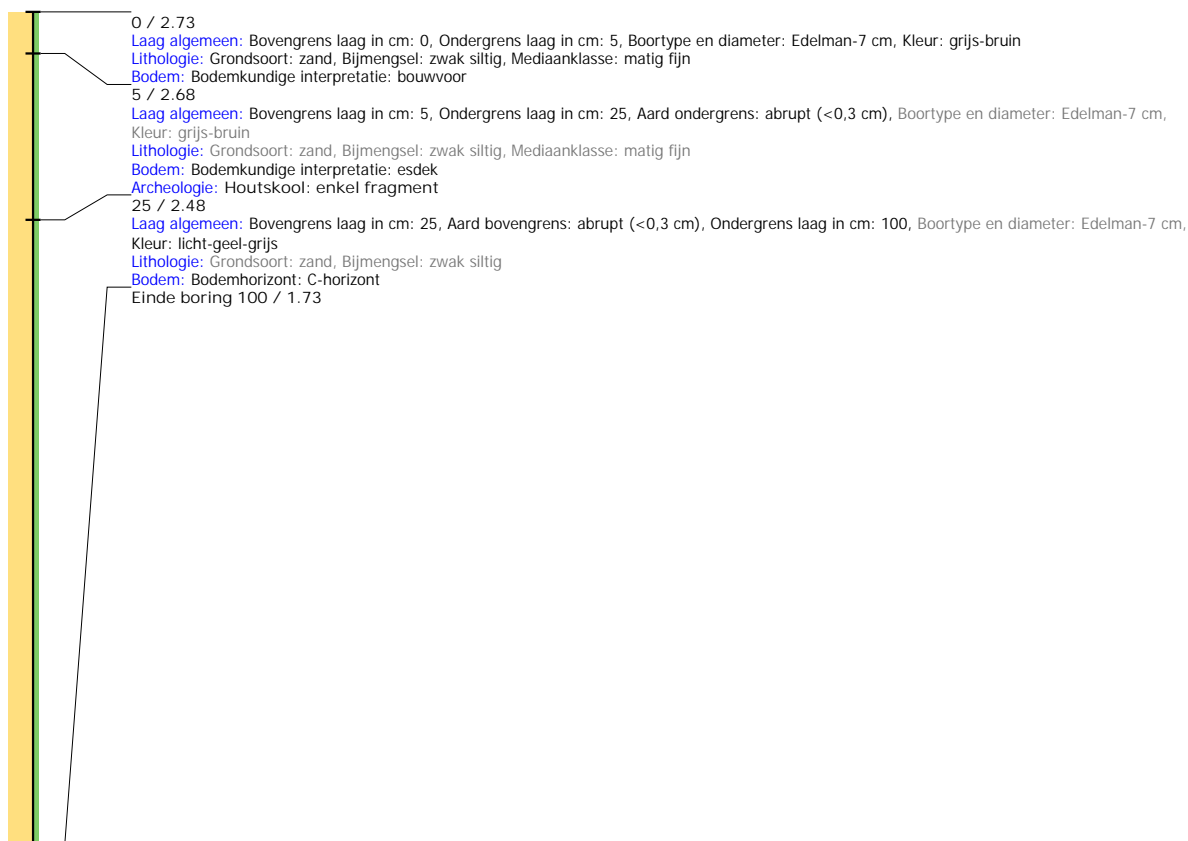 0 / 2.73
Laag algemeen: Bovengrens laag in cm: 0, Ondergrens laag in cm: 5, Boortype en diameter: Edelman-7 cm, Kleur: grijs-bruin
Lithologie: Grondsoort: zand, Bijmengsel: zwak siltig, Mediaanklasse: matig fijn
Bodem: Bodemkundige interpretatie: bouwvoor
5 / 2.68
Laag algemeen: Bovengrens laag in cm: 5, Ondergrens laag in cm: 25, Aard ondergrens: abrupt (<0,3 cm), Boortype en diameter: Edelman-7 cm,
Kleur: grijs-bruin
Lithologie: Grondsoort: zand, Bijmengsel: zwak siltig, Mediaanklasse: matig fijn
Bodem: Bodemkundige interpretatie: esdek
Archeologie: Houtskool: enkel fragment
25 / 2.48
Laag algemeen: Bovengrens laag in cm: 25, Aard bovengrens: abrupt (<0,3 cm), Ondergrens laag in cm: 100, Boortype en diameter: Edelman-7 cm,
Kleur: licht-geel-grijs
Lithologie: Grondsoort: zand, Bijmengsel: zwak siltig
Bodem: Bodemhorizont: C-horizont
Einde boring 100 / 1.73